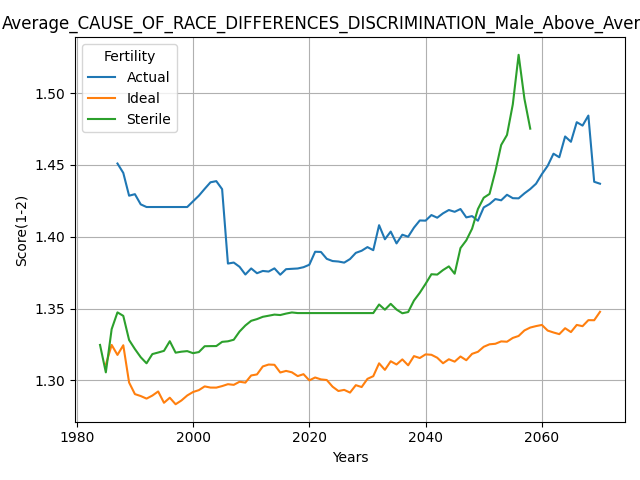 Average_CAUSE_OF_RACE_DIFFERENCES_DISCRIMINATION_Male_Above_Aver
Fertility
Actual
Ideal
Sterile
1.50
1.45
1.40
1.35
1.30
Score(1-2)
1980
2000
2020
2040
2060
Years